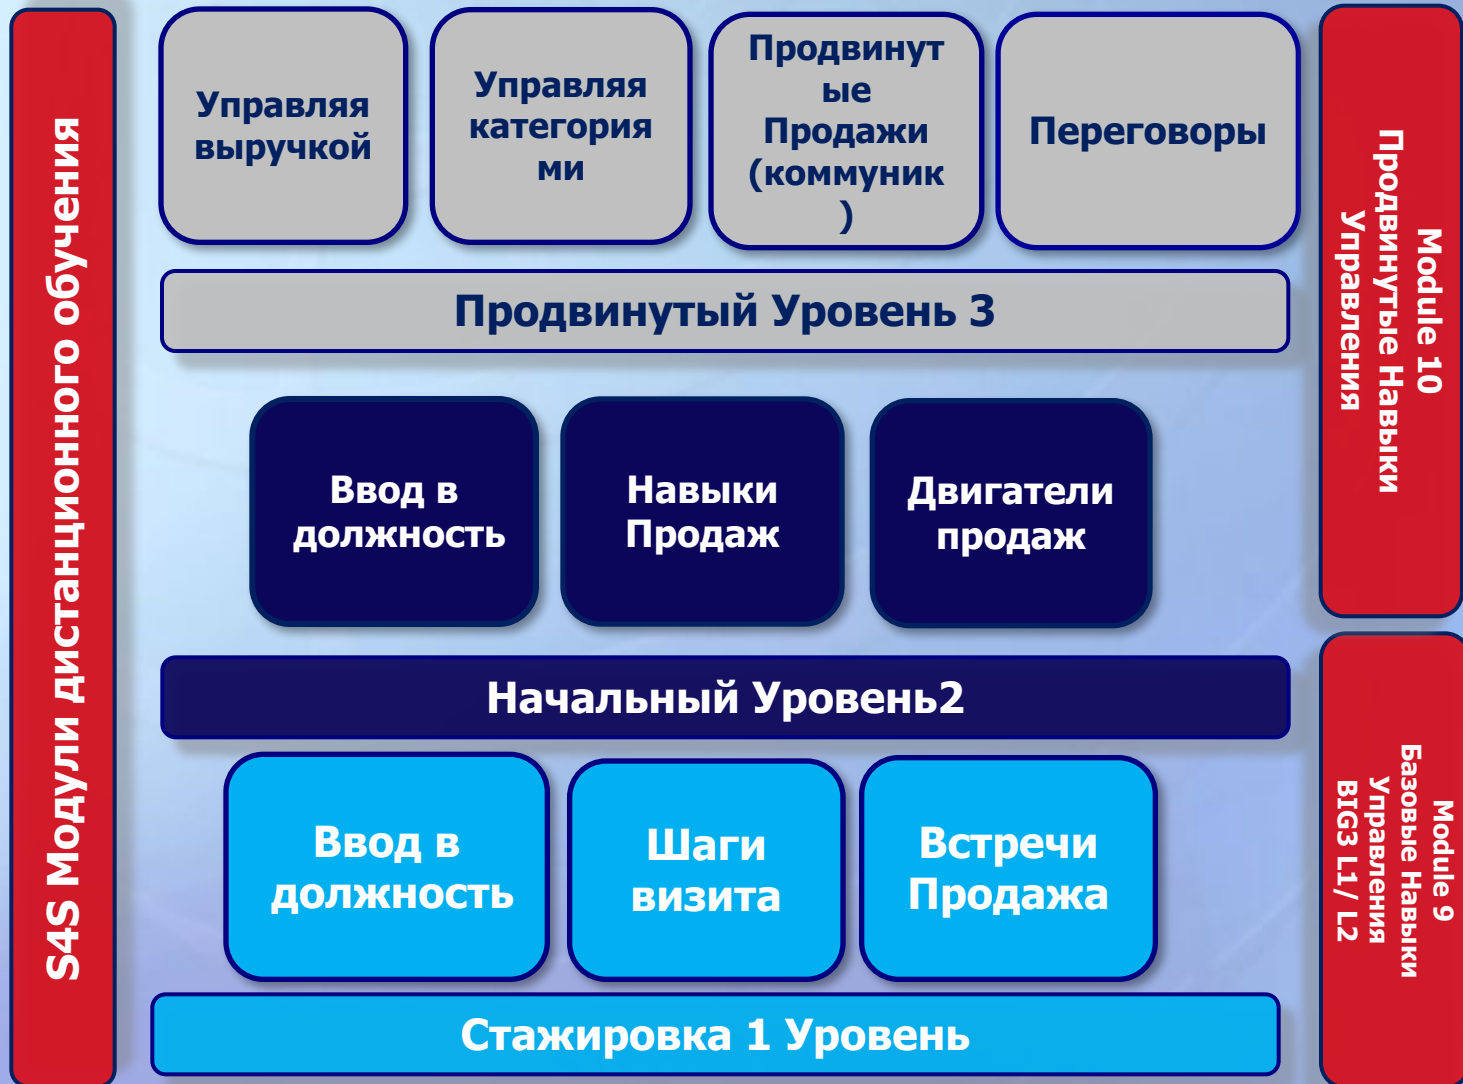 S4S Модули дистанционного обучения
Управляя
выручкой
Управляя
категория
ми
Продвинут
ые
Продажи
(коммуник
)
Переговоры
Продвинутый Уровень 3
Ввод в
должность
Навыки
Продаж
Двигатели
продаж
Начальный Уровень2
Ввод в
должность
Шаги
визита
Встречи
Продажа
Стажировка 1 Уровень
Module 10
Продвинутые Навыки
Управления
Module 9
Базовые Навыки
Управления
BIG3 L1/ L2